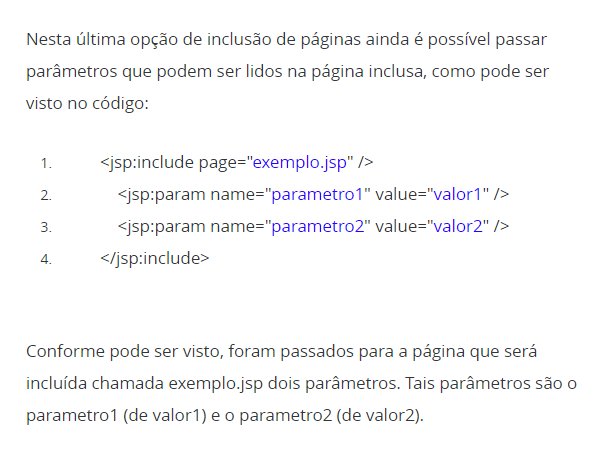 Nesta última opção de inclusão de páginas ainda é possível passar
parâmetros que podem ser lidos na página inclusa, como pode ser
visto no código:
1. <jsp:include page="exemplo.jsp" />
2. <jsp:param name="parametro1" value="valor1" />
3. <jsp:param name="parametro2" value="valor2" />
4. </jsp:include>
Conforme pode ser visto, foram passados para a página que será
incluída chamada exemplo.jsp dois parâmetros. Tais parâmetros são o
parametro1 (de valor1) e o parametro2 (de valor2).